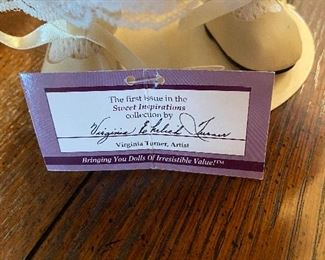 The first issue in the
Sweet Inspirations
collection by
Virginia Ehrlich Turner
Virginia Turner, Artist
Bringing You Dolls Of Irresistible Value!™